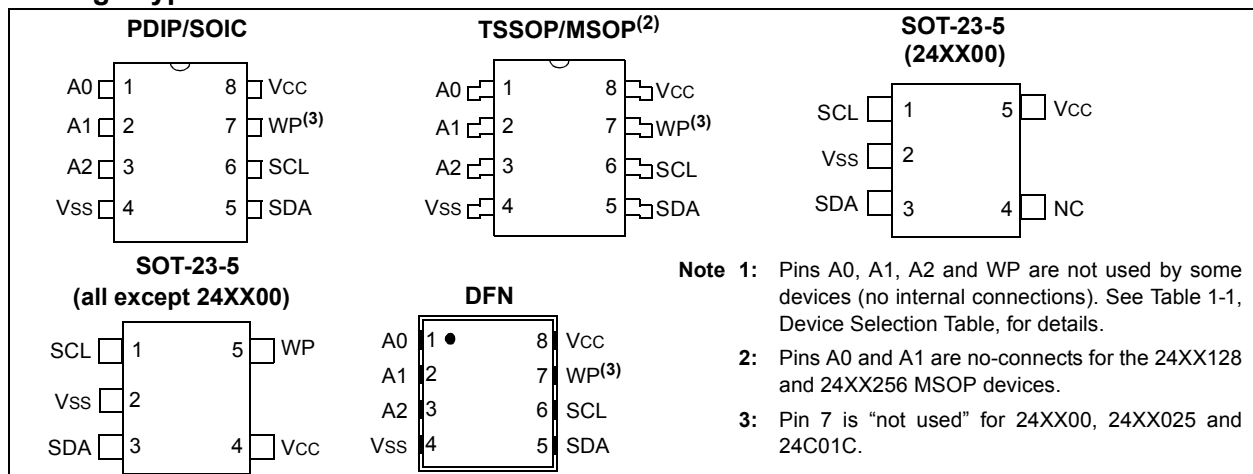 PDIP/SOIC
A0 1 8 VCC
A1 2 7 WP(3)
A2 3 6 SCL
VSS 4 5 SDA
TSSOP/MSOP(2)
A0 1 8 VCC
A1 2 7 WP(3)
A2 3 6 SCL
VSS 4 5 SDA
SOT-23-5
(24XX00)
SCL 1 5 VCC
VSS 2
SDA 3 4 NC
SOT-23-5
(all except 24XX00)
SCL 1 5 WP
VSS 2
SDA 3 4 VCC
DFN
A0 1 8 VCC
A1 2 7 WP(3)
A2 3 6 SCL
VSS 4 5 SDA
Note 1: Pins A0, A1, A2 and WP are not used by some
devices (no internal connections). See Table 1-1,
Device Selection Table, for details.
2: Pins A0 and A1 are no-connects for the 24XX128
and 24XX256 MSOP devices.
3: Pin 7 is “not used” for 24XX00, 24XX025 and
24C01C.